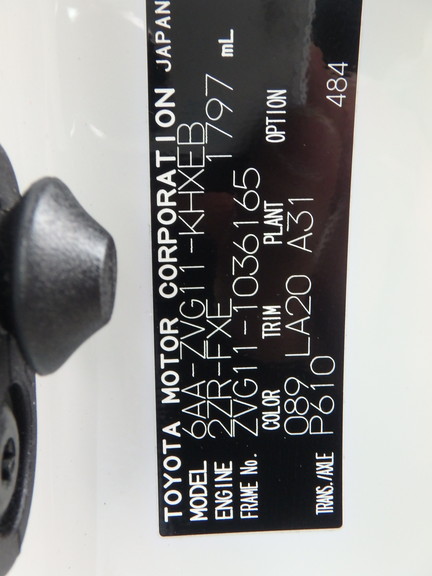 TOYOTA MOTOR CORPORATION JAPAN
MODEL 6AA-ZVG11-KHXEB
ENGINE 2ZR-FXE 1797 mL
FRAME No. ZVG11-1036165
COLOR TRIM PLANT OPTION
089 LA20 A31
TRANS./AXLE P610 484